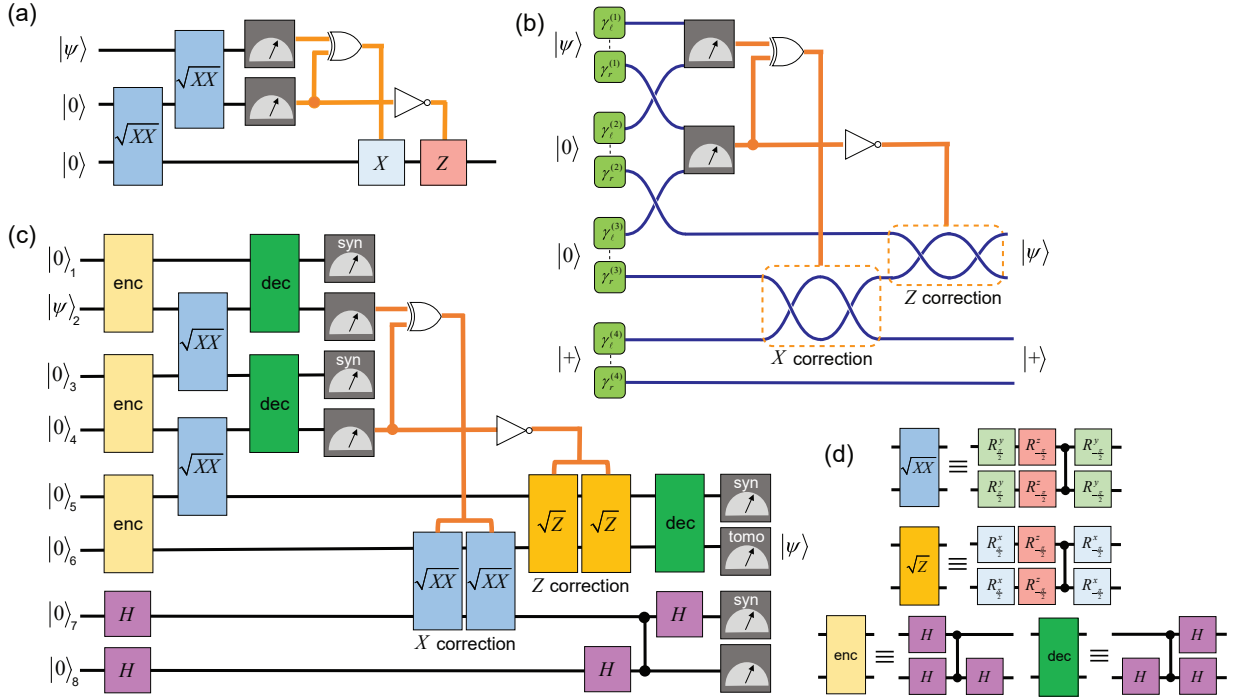 (a)
|ψ⟩
|0⟩
|0⟩
√XX
√XX
X
Z
(b)
|ψ⟩
|0⟩
|0⟩
|+⟩
γ_ℓ^(1)
γ_r^(1)
γ_ℓ^(2)
γ_r^(2)
γ_ℓ^(3)
γ_r^(3)
γ_ℓ^(4)
γ_r^(4)
|ψ⟩
Z correction
X correction
|+⟩
(c)
|0⟩_1
|ψ⟩_2
|0⟩_3
|0⟩_4
|0⟩_5
|0⟩_6
|0⟩_7
|0⟩_8
enc
enc
enc
√XX
√XX
dec
dec
syn
syn
√Z √Z
Z correction
√XX √XX
X correction
dec
syn
tomo
|ψ⟩
H
H
H
H
syn
(d)
√XX ≡ R^y_{π/2} R^z_{-π/2} R^y_{-π/2}
R^y_{π/2} R^z_{-π/2} R^y_{-π/2}
√Z ≡ R^x_{π/2} R^z_{-π/2} R^x_{-π/2}
R^x_{π/2} R^z_{-π/2} R^x_{-π/2}
enc ≡ H
H H
dec ≡ H
H H